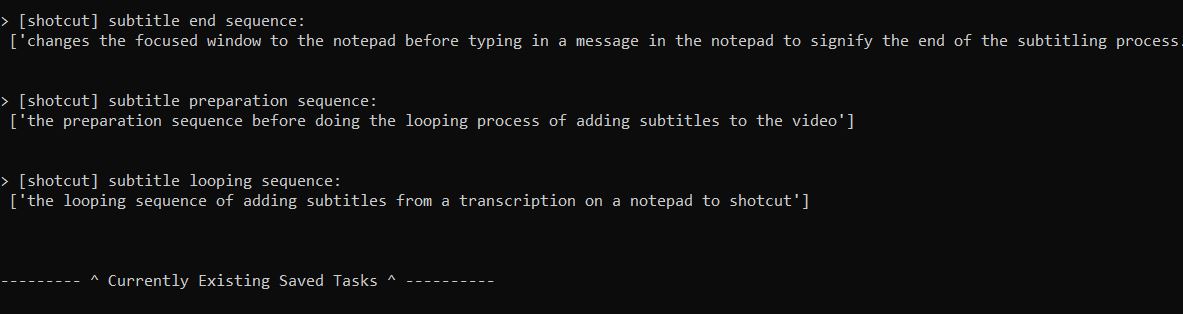 > [shotcut] subtitle end sequence:
['changes the focused window to the notepad before typing in a message in the notepad to signify the end of the subtitling process.
> [shotcut] subtitle preparation sequence:
['the preparation sequence before doing the looping process of adding subtitles to the video']
> [shotcut] subtitle looping sequence:
['the looping sequence of adding subtitles from a transcription on a notepad to shotcut']
--------- ^ Currently Existing Saved Tasks ^ ----------